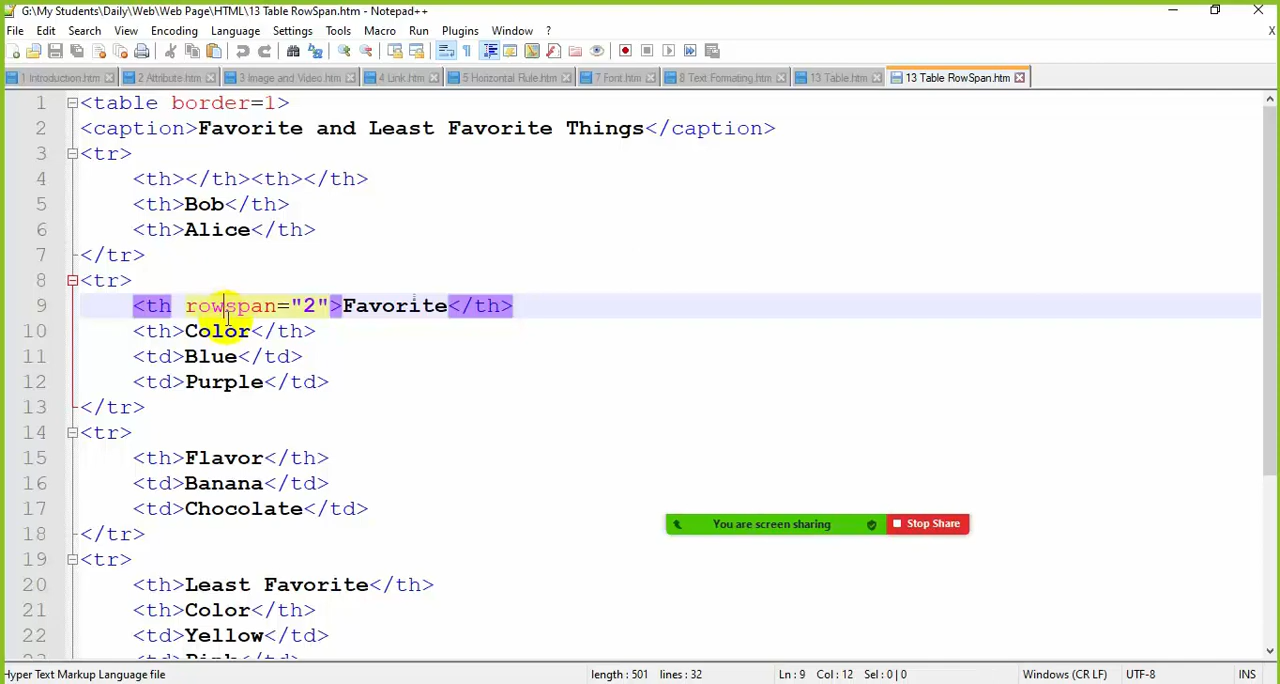 G:\My Students\Daily\Web\Web Page\HTML\13 Table RowSpan.htm - Notepad++
File Edit Search View Encoding Language Settings Tools Macro Run Plugins Window ? X
1 Introduction.htm 2 Attribute.htm 3 Image and Video.htm 4 Link.htm 5 Horizontal Rule.htm 7 Font.htm 8 Text Formating.htm 13 Table.htm 13 Table RowSpan.htm
1 <table border=1>
2 <caption>Favorite and Least Favorite Things</caption>
3 <tr>
4 <th></th><th></th>
5 <th>Bob</th>
6 <th>Alice</th>
7 </tr>
8 <tr>
9 <th rowspan="2">Favorite</th>
10 <th>Color</th>
11 <td>Blue</td>
12 <td>Purple</td>
13 </tr>
14 <tr>
15 <th>Flavor</th>
16 <td>Banana</td>
17 <td>Chocolate</td>
18 </tr>
You are screen sharing Stop Share
19 <tr>
20 <th>Least Favorite</th>
21 <th>Color</th>
22 <td>Yellow</td>
23 <td>Pink</td>
Hyper Text Markup Language file length : 501 lines : 32 Ln : 9 Col : 12 Sel : 0 | 0 Windows (CR LF) UTF-8 INS